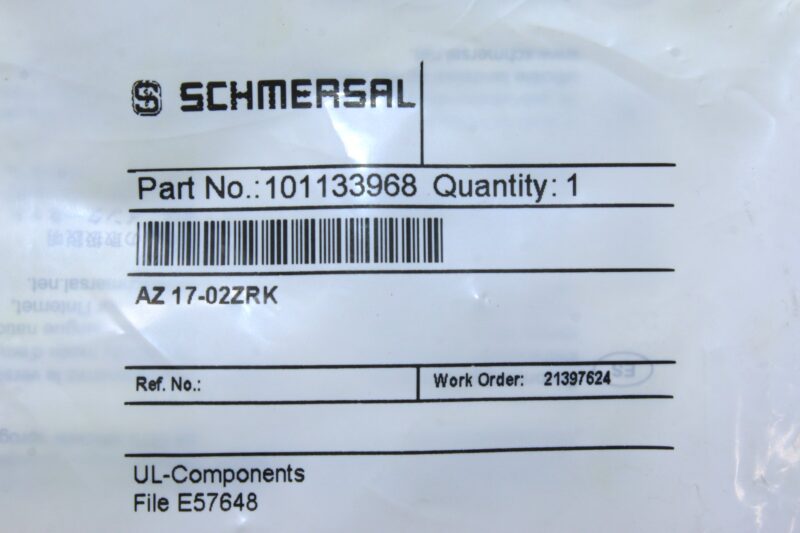 SCHMERSAL
Part No.:101133968 Quantity: 1
AZ 17-02ZRK
Ref. No.:
Work Order: 21397624
UL-Components
File E57648